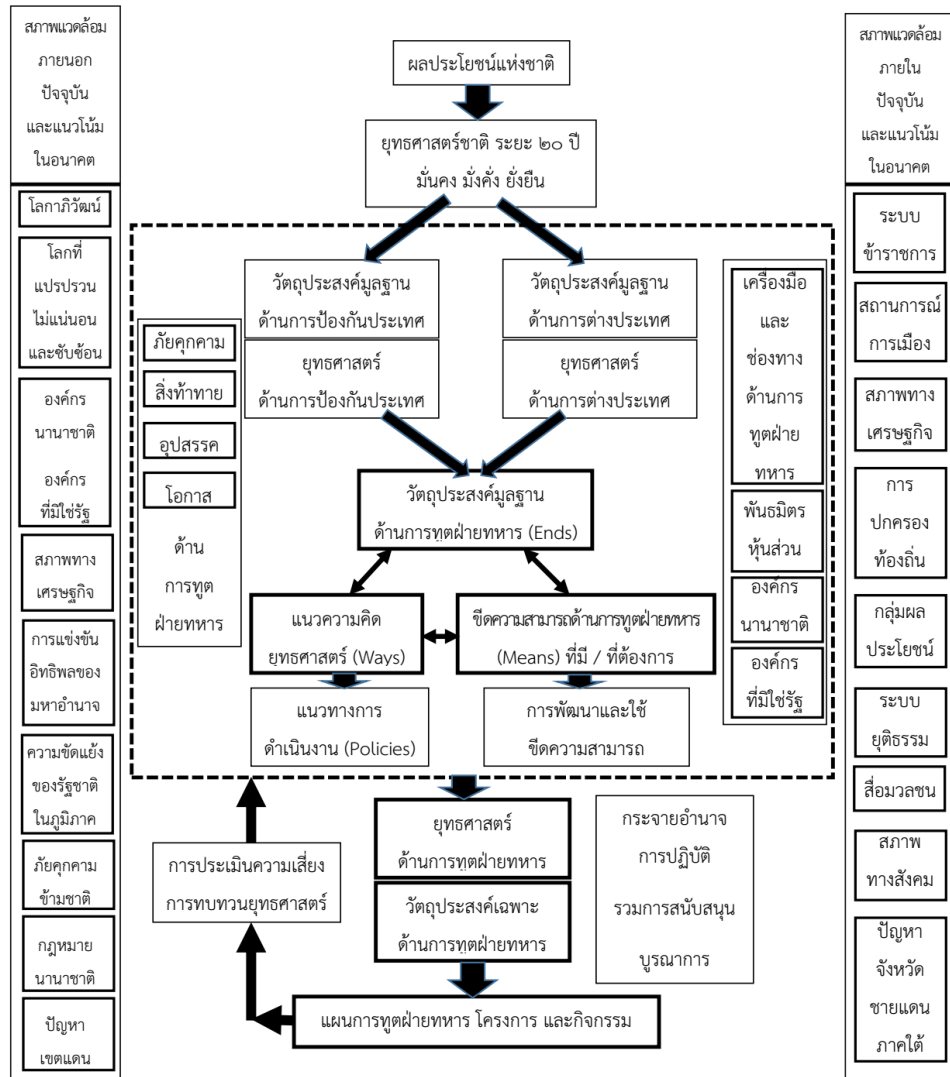 สภาพแวดล้อม
ภายนอก
ปัจจุบัน
และแนวโน้ม
ในอนาคต
โลกาภิวัฒน์
โลกที่
แปรปรวน
ไม่แน่นอน
และซับซ้อน
องค์กร
นานาชาติ
องค์กร
ที่มิใช่รัฐ
สภาพทาง
เศรษฐกิจ
การแข่งขัน
อิทธิพลของ
มหาอำนาจ
ความขัดแย้ง
ของรัฐชาติ
ในภูมิภาค
ภัยคุกคาม
ข้ามชาติ
กฎหมาย
นานาชาติ
ปัญหา
เขตแดน
ผลประโยชน์แห่งชาติ
ยุทธศาสตร์ชาติ ระยะ ๒๐ ปี
มั่นคง มั่งคั่ง ยั่งยืน
วัตถุประสงค์มูลฐาน
ด้านการป้องกันประเทศ
ยุทธศาสตร์
ด้านการป้องกันประเทศ
วัตถุประสงค์มูลฐาน
ด้านการต่างประเทศ
ยุทธศาสตร์
ด้านการต่างประเทศ
ภัยคุกคาม
สิ่งท้าทาย
อุปสรรค
โอกาส
ด้าน
การทูต
ฝ่ายทหาร
วัตถุประสงค์มูลฐาน
ด้านการทูตฝ่ายทหาร (Ends)
แนวความคิด
ยุทธศาสตร์ (Ways)
ขีดความสามารถด้านการทูตฝ่ายทหาร
(Means) ที่มี / ที่ต้องการ
แนวทางการ
ดำเนินงาน (Policies)
การพัฒนาและใช้
ขีดความสามารถ
เครื่องมือ
และ
ช่องทาง
ด้านการ
ทูตฝ่าย
ทหาร
พันธมิตร
หุ้นส่วน
องค์กร
นานาชาติ
องค์กร
ที่มิใช่รัฐ
ยุทธศาสตร์
ด้านการทูตฝ่ายทหาร
วัตถุประสงค์เฉพาะ
ด้านการทูตฝ่ายทหาร
การประเมินความเสี่ยง
การทบทวนยุทธศาสตร์
กระจายอำนาจ
การปฏิบัติ
รวมการสนับสนุน
บูรณาการ
แผนการทูตฝ่ายทหาร โครงการ และกิจกรรม
สภาพแวดล้อม
ภายใน
ปัจจุบัน
และแนวโน้ม
ในอนาคต
ระบบ
ข้าราชการ
สถานการณ์
การเมือง
สภาพทาง
เศรษฐกิจ
การ
ปกครอง
ท้องถิ่น
กลุ่มผล
ประโยชน์
ระบบ
ยุติธรรม
สื่อมวลชน
สภาพ
ทางสังคม
ปัญหา
จังหวัด
ชายแดน
ภาคใต้